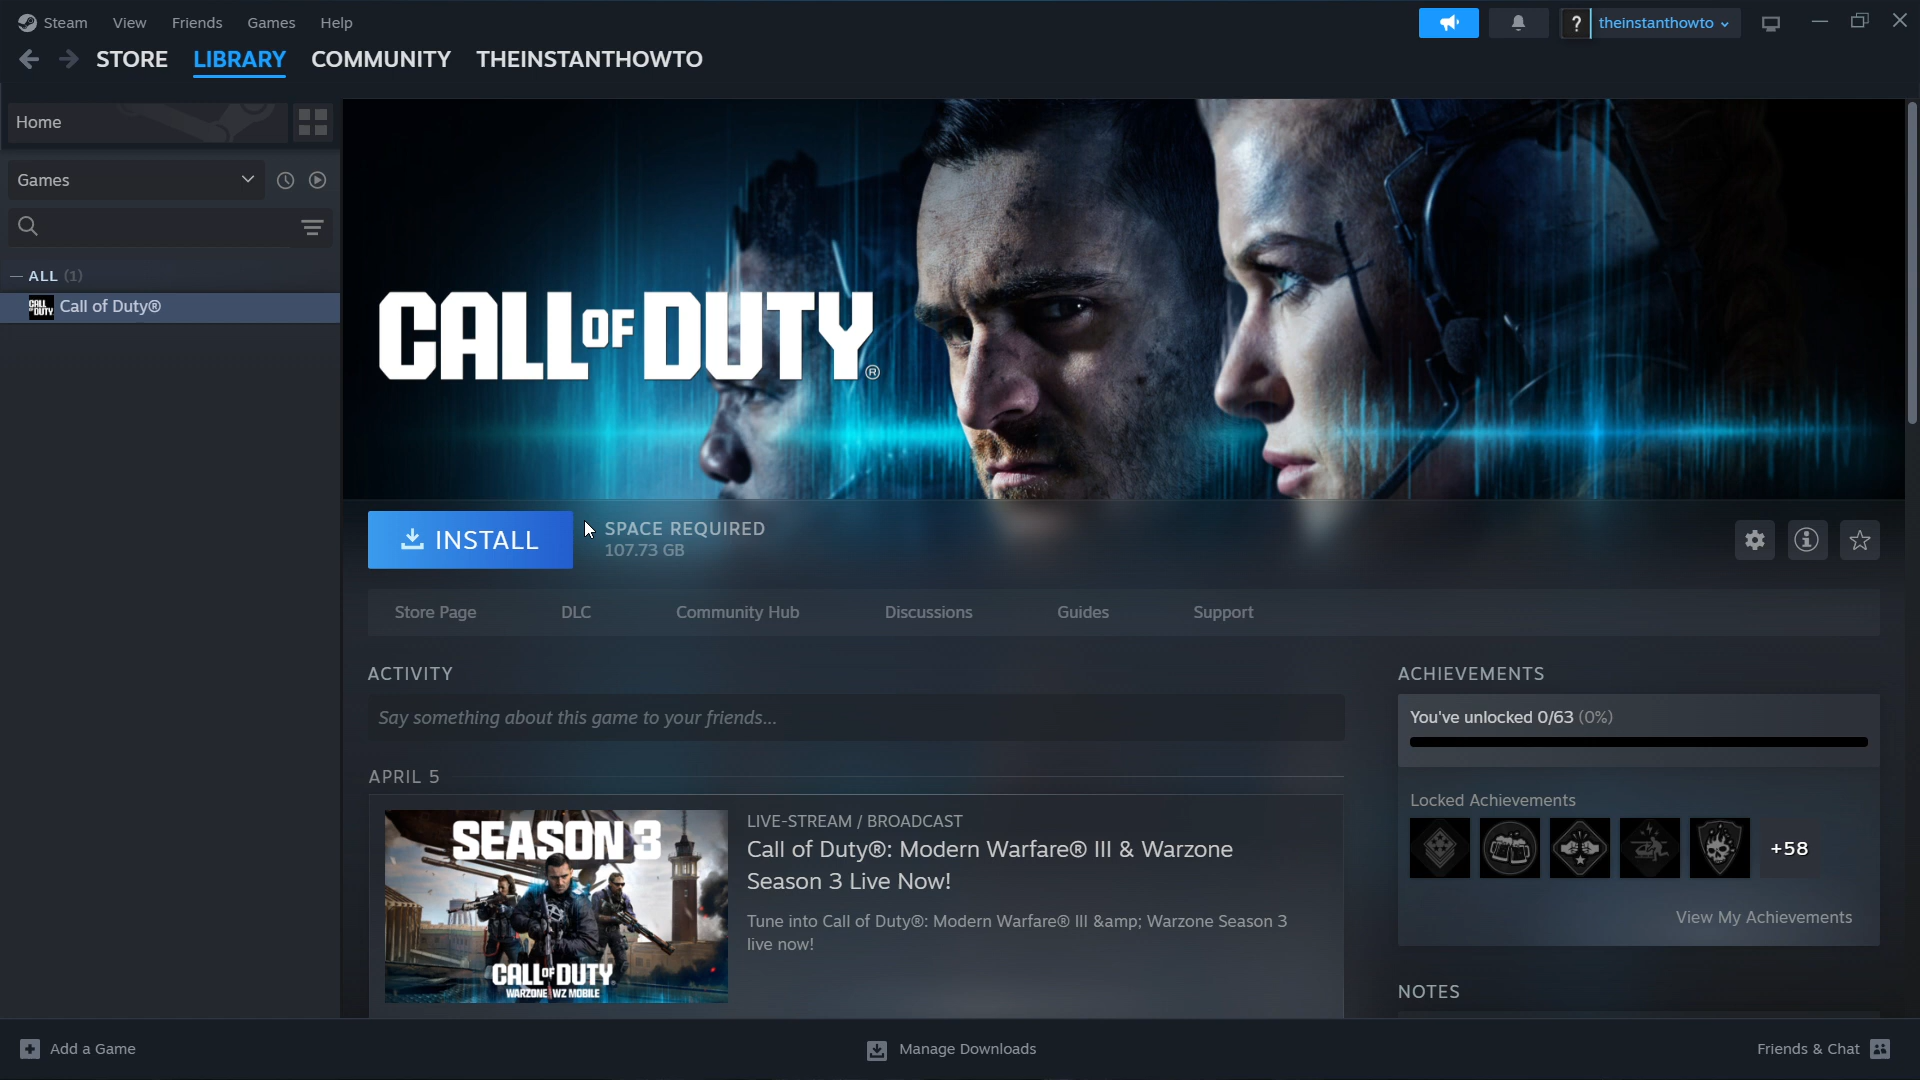 Steam View Friends Games Help
? theinstanthowto
STORE LIBRARY COMMUNITY THEINSTANTHOWTO
Home
Games
— ALL (1)
CALL OF DUTY Call of Duty®
CALL OF DUTY®
INSTALL
SPACE REQUIRED
107.73 GB
Store Page DLC Community Hub Discussions Guides Support
ACTIVITY
Say something about this game to your friends...
APRIL 5
SEASON 3
CALL OF DUTY
WARZONE WZ MOBILE
LIVE-STREAM / BROADCAST
Call of Duty®: Modern Warfare® III & Warzone
Season 3 Live Now!
Tune into Call of Duty®: Modern Warfare® III &amp; Warzone Season 3
live now!
ACHIEVEMENTS
You've unlocked 0/63 (0%)
Locked Achievements
+58
View My Achievements
NOTES
Add a Game
Manage Downloads
Friends & Chat